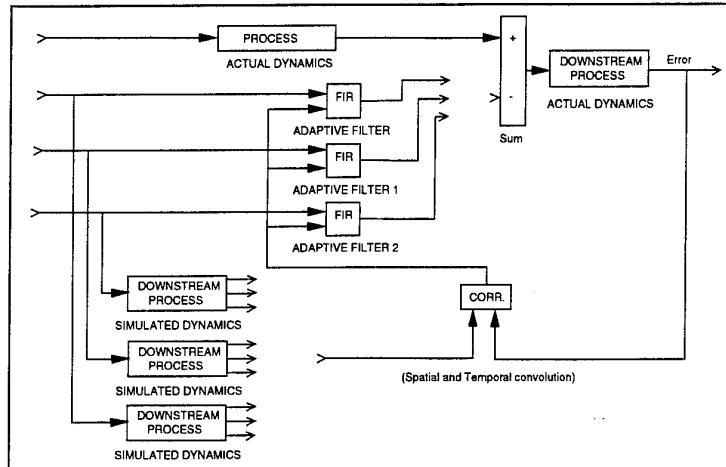 PROCESS
ACTUAL DYNAMICS
+
-
Sum
DOWNSTREAM
PROCESS
ACTUAL DYNAMICS
Error
FIR
ADAPTIVE FILTER
FIR
ADAPTIVE FILTER 1
FIR
ADAPTIVE FILTER 2
DOWNSTREAM
PROCESS
SIMULATED DYNAMICS
CORR.
DOWNSTREAM
PROCESS
SIMULATED DYNAMICS
(Spatial and Temporal convolution)
DOWNSTREAM
PROCESS
SIMULATED DYNAMICS